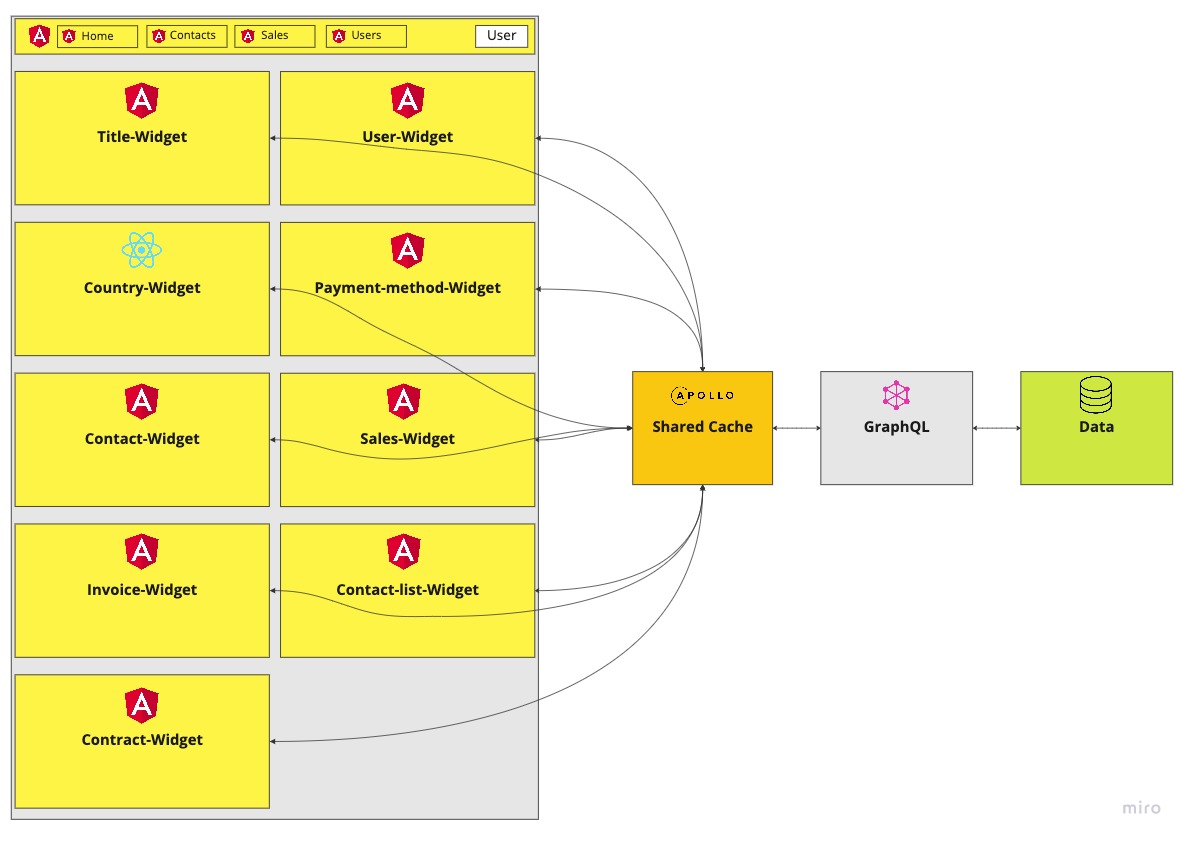 Home
Contacts
Sales
Users
User
Title-Widget
User-Widget
Country-Widget
Payment-method-Widget
Contact-Widget
Sales-Widget
Invoice-Widget
Contact-list-Widget
Contract-Widget
APOLLO
Shared Cache
GraphQL
Data
miro